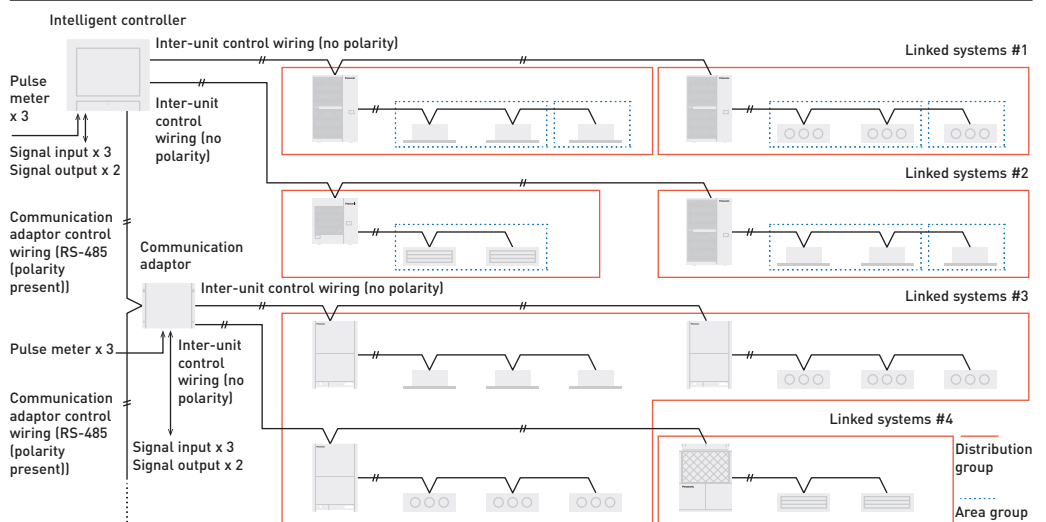 Intelligent controller
Inter-unit control wiring (no polarity)
Linked systems #1
Pulse
meter
x 3
Inter-unit
control
wiring (no
polarity)
Signal input x 3
Signal output x 2
Linked systems #2
Communication
adaptor control
wiring (RS-485
(polarity
present))
Communication
adaptor
Inter-unit control wiring (no polarity)
Linked systems #3
Pulse meter x 3
Inter-unit
control
wiring (no
polarity)
Communication
adaptor control
wiring (RS-485
(polarity
present))
Signal input x 3
Signal output x 2
Linked systems #4
Distribution
group
Area group